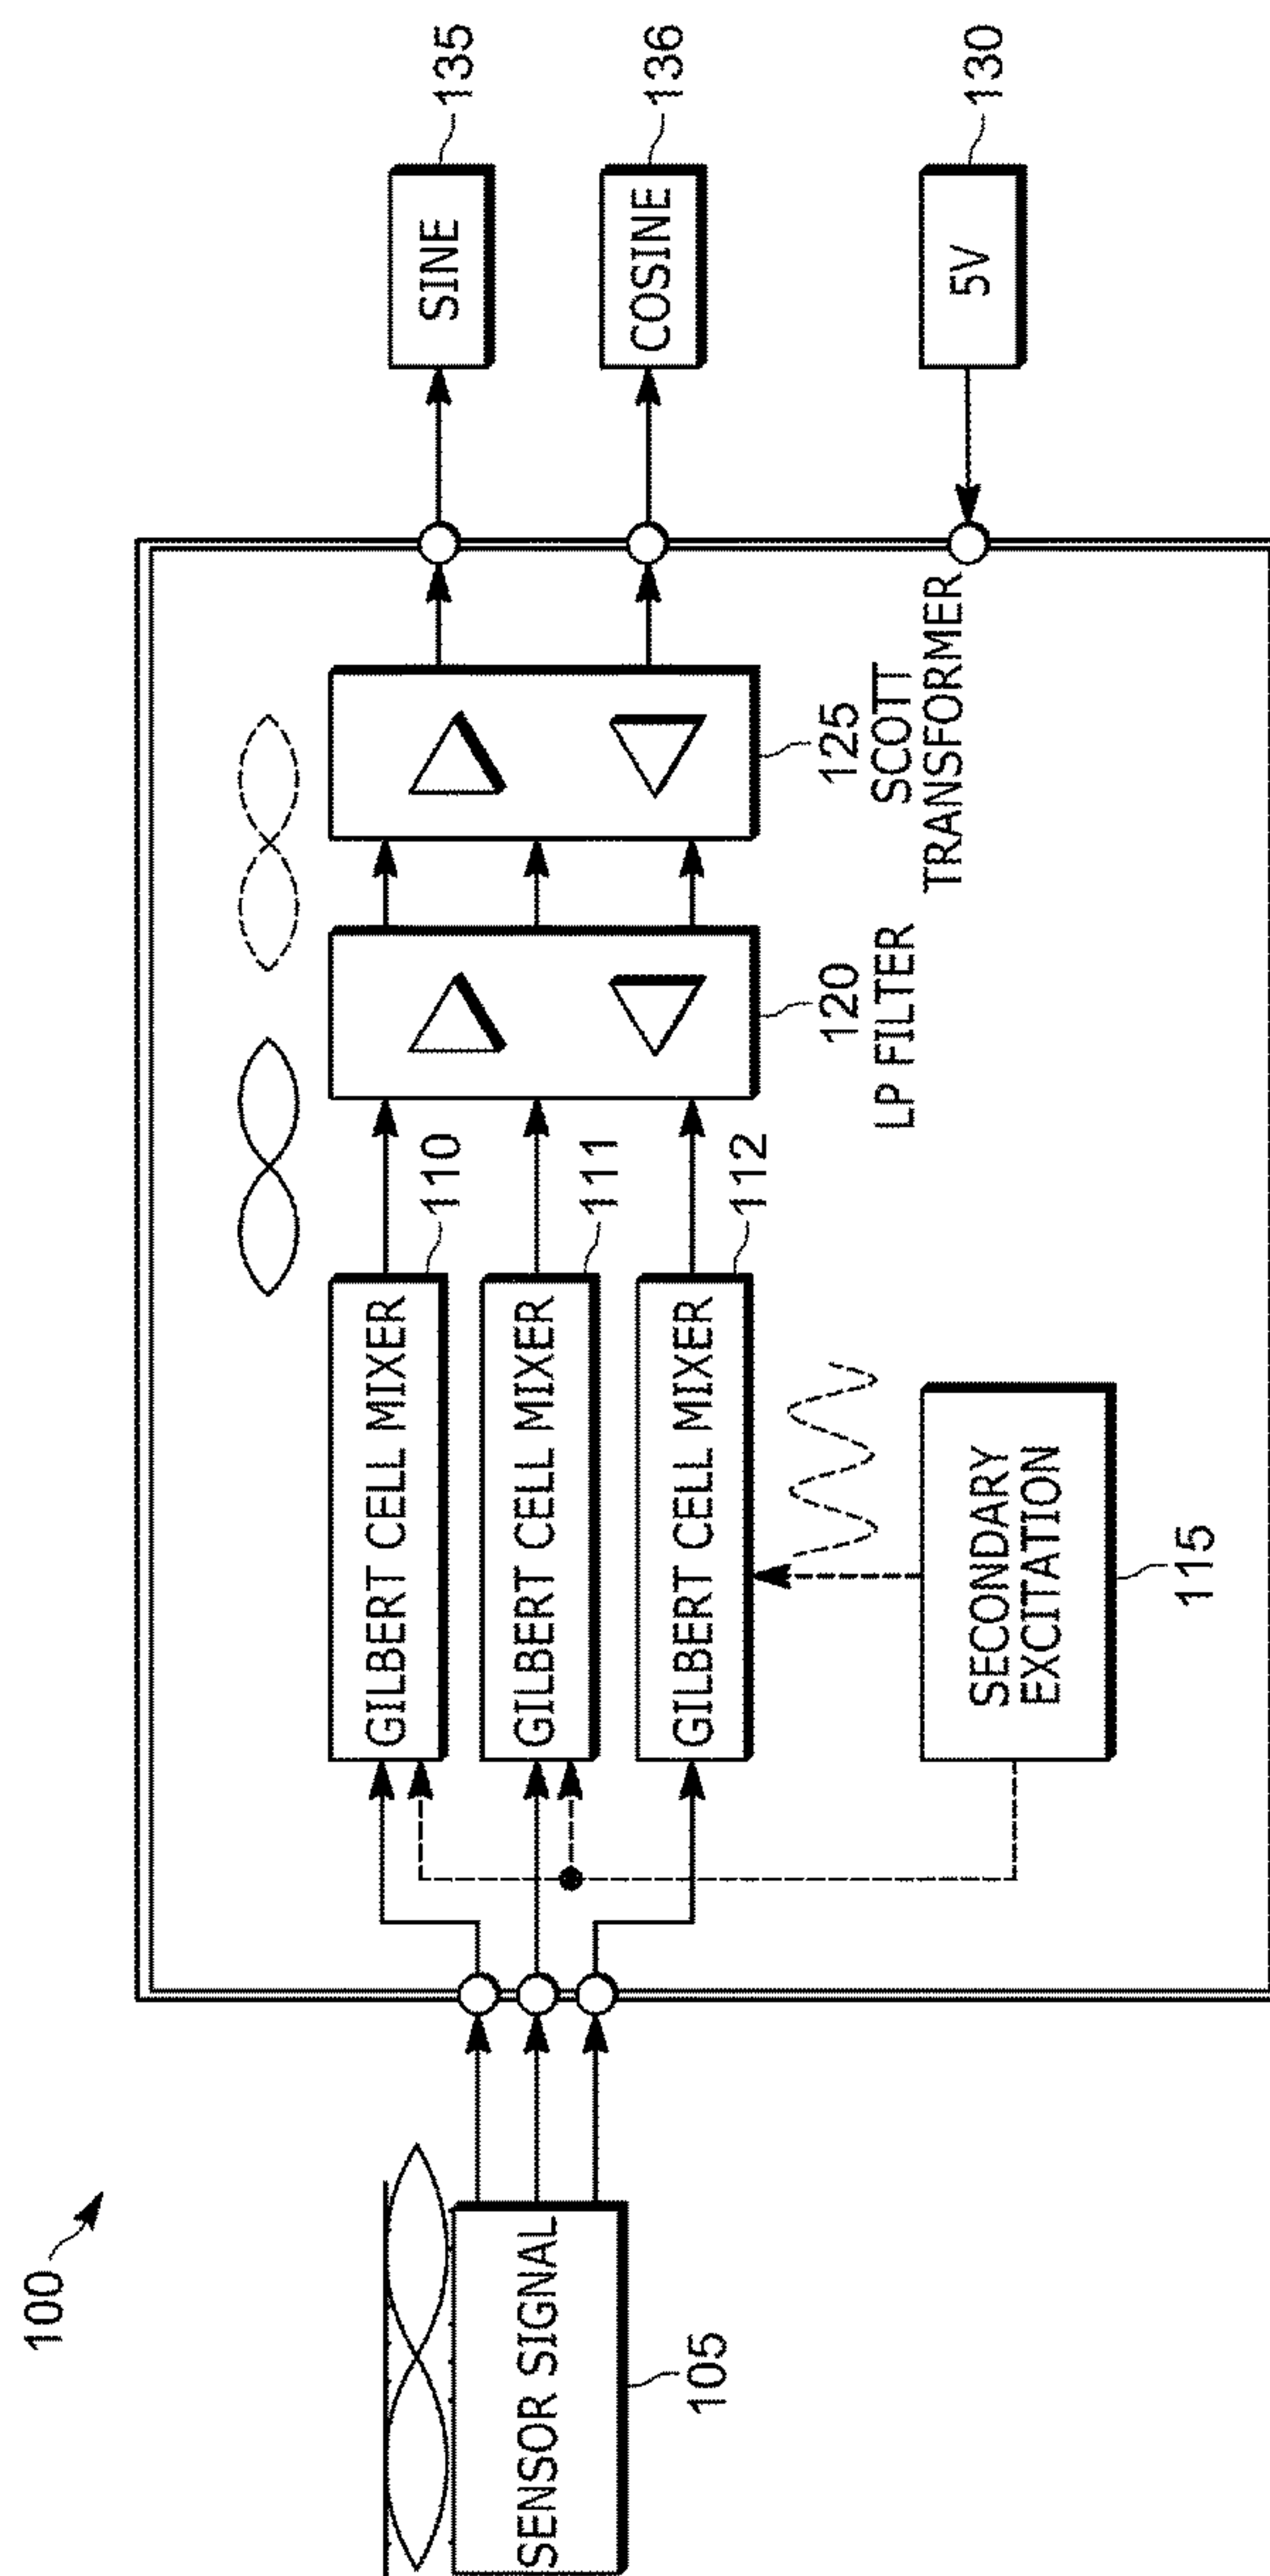 100
SENSOR SIGNAL
105
GILBERT CELL MIXER
110
GILBERT CELL MIXER
111
GILBERT CELL MIXER
112
SECONDARY
EXCITATION
115
120
LP FILTER
125
SCOTT
TRANSFORMER
SINE
135
COSINE
136
5V
130